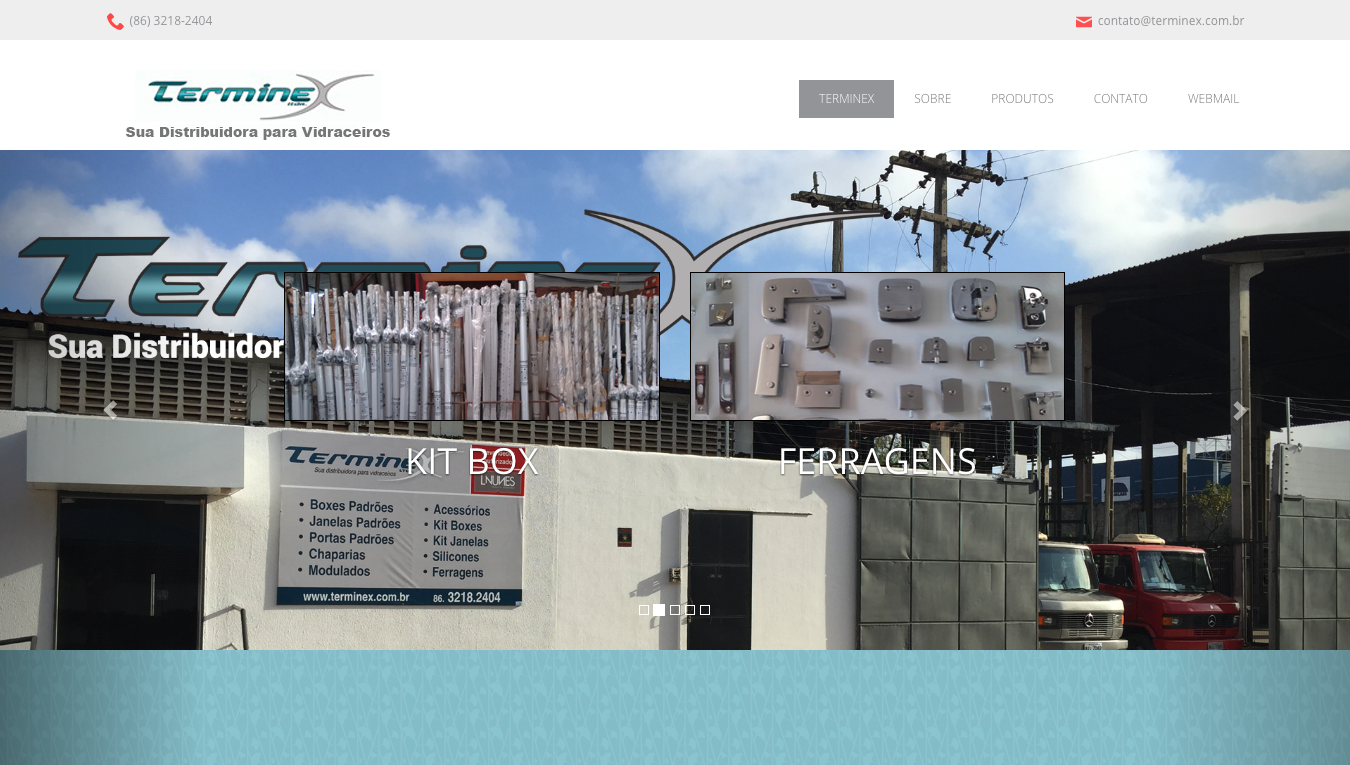 (86) 3218-2404
contato@terminex.com.br
Terminex
Ltda.
Sua Distribuidora para Vidraceiros
TERMINEX
SOBRE
PRODUTOS
CONTATO
WEBMAIL
Terminex
Sua Distribuidor
Terminex
Sua distribuidora para vidraceiros
L.NUNES
KIT BOX
FERRAGENS
• Boxes Padrões
• Janelas Padrões
• Portas Padrões
• Chaparias
• Modulados
• Acessórios
• Kit Boxes
• Kit Janelas
• Silicones
• Ferragens
www.terminex.com.br
86. 3218.2404